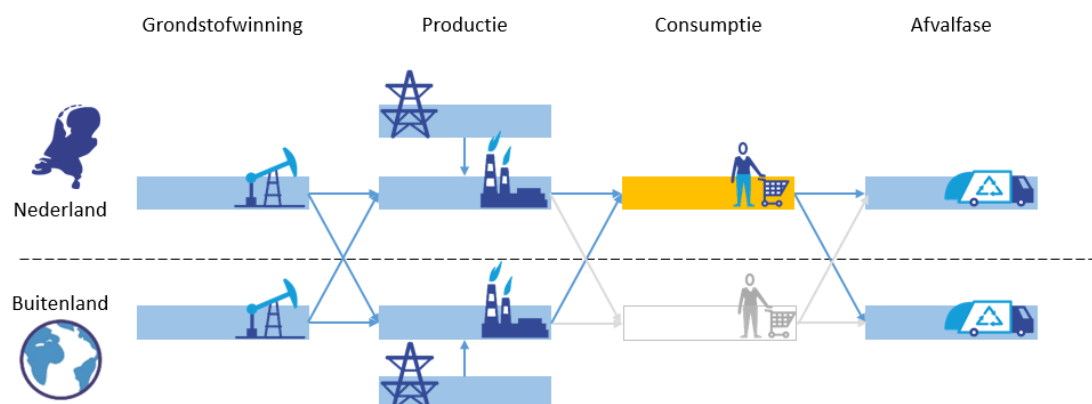 Grondstofwinning Productie Consumptie Afvalfase
Nederland
Buitenland